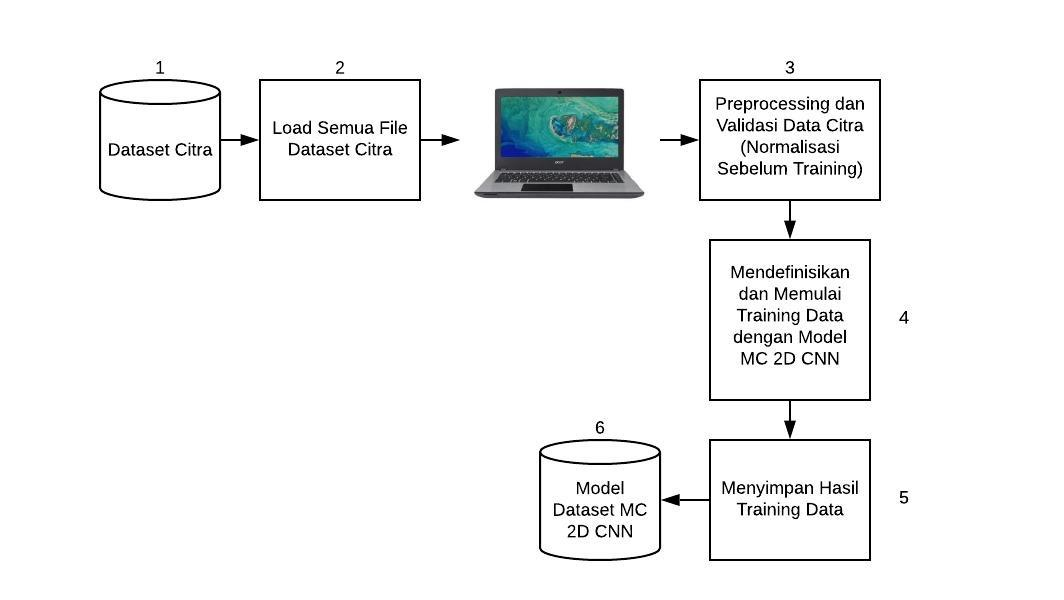 1
Dataset Citra
2
Load Semua File
Dataset Citra
acer
3
Preprocessing dan
Validasi Data Citra
(Normalisasi
Sebelum Training)
Mendefinisikan
dan Memulai
Training Data
dengan Model
MC 2D CNN
4
Menyimpan Hasil
Training Data
5
6
Model
Dataset MC
2D CNN